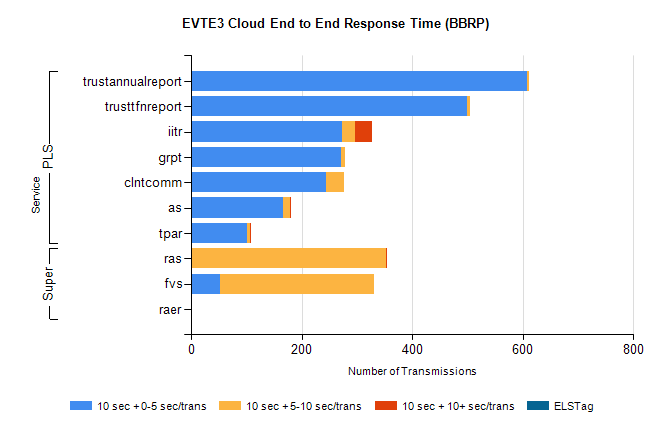 EVTE3 Cloud End to End Response Time (BBRP)
trustannualreport
trusttfnreport
iitr
grpt
clntcomm
as
tpar
ras
fvs
raer
PLS
Super
Service
0 200 400 600 800
Number of Transmissions
10 sec +0-5 sec/trans 10 sec +5-10 sec/trans 10 sec + 10+ sec/trans ELSTag